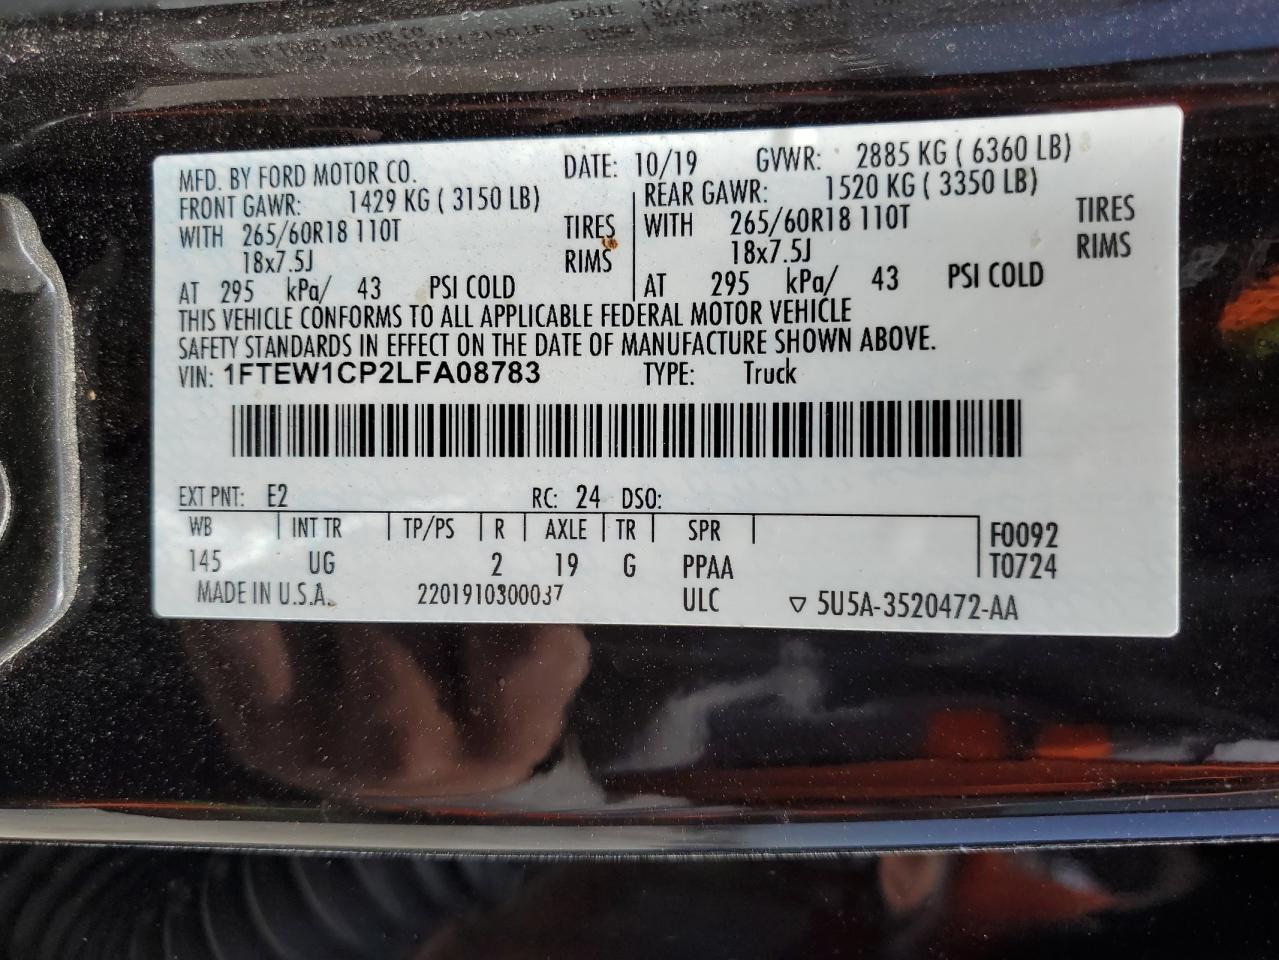 MFD. BY FORD MOTOR CO. DATE: 10/19 GVWR: 2885 KG ( 6360 LB)
FRONT GAWR: 1429 KG ( 3150 LB) REAR GAWR: 1520 KG ( 3350 LB)
WITH 265/60R18 110T TIRES WITH 265/60R18 110T TIRES
18x7.5J RIMS 18x7.5J RIMS
AT 295 kPa/ 43 PSI COLD AT 295 kPa/ 43 PSI COLD
THIS VEHICLE CONFORMS TO ALL APPLICABLE FEDERAL MOTOR VEHICLE
SAFETY STANDARDS IN EFFECT ON THE DATE OF MANUFACTURE SHOWN ABOVE.
VIN: 1FTEW1CP2LFA08783 TYPE: Truck
EXT PNT: E2 RC: 24 DSO:
WB INT TR TP/PS R AXLE TR SPR F0092
145 UG 2 19 G PPAA T0724
MADE IN U.S.A. 2201910300037 ULC ▽ 5U5A-3520472-AA